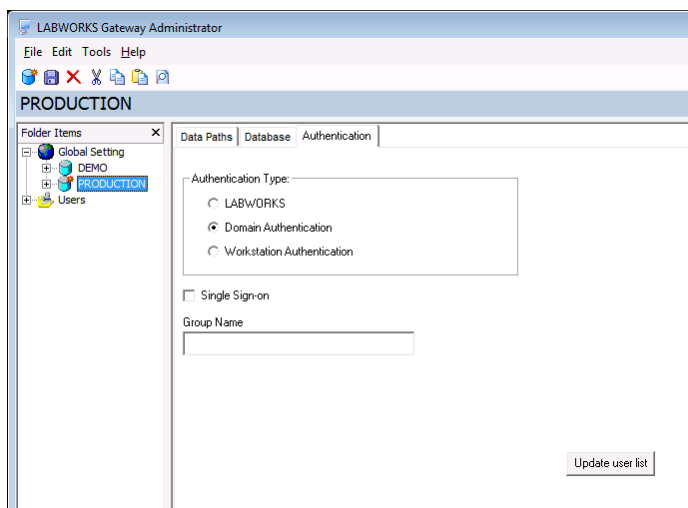 LABWORKS Gateway Administrator
File Edit Tools Help
PRODUCTION
Folder Items
Data Paths Database Authentication
Global Setting
DEMO
PRODUCTION
Users
Authentication Type:
LABWORKS
Domain Authentication
Workstation Authentication
Single Sign-on
Group Name
Update user list